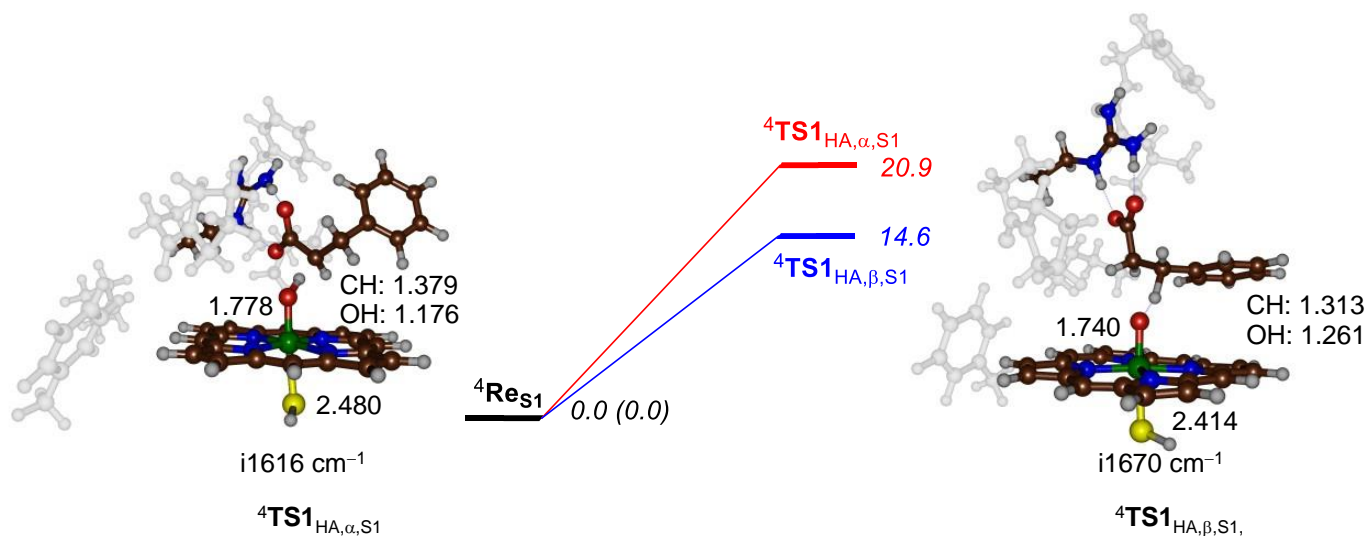 CH: 1.379
OH: 1.176
1.778
2.480
i1616 cm⁻¹
⁴TS1HA,α,S1
⁴ReS1
0.0 (0.0)
⁴TS1HA,α,S1
20.9
14.6
⁴TS1HA,β,S1
CH: 1.313
OH: 1.261
1.740
2.414
i1670 cm⁻¹
⁴TS1HA,β,S1,